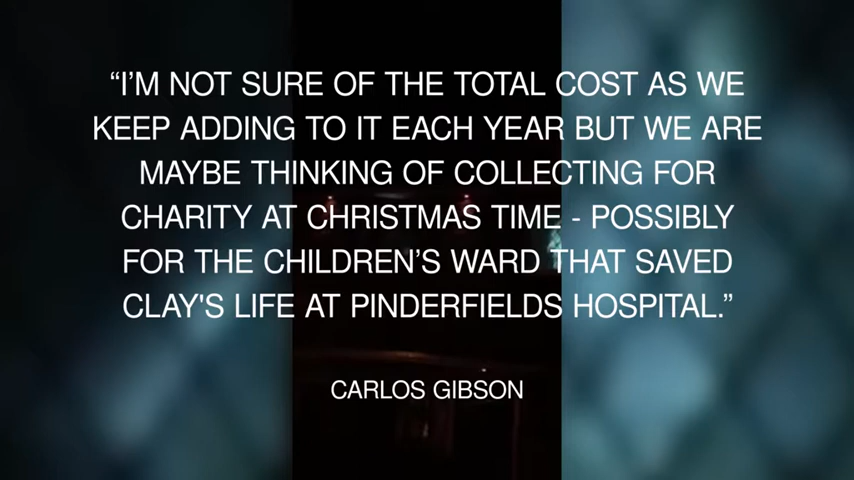 “I’M NOT SURE OF THE TOTAL COST AS WE
KEEP ADDING TO IT EACH YEAR BUT WE ARE
MAYBE THINKING OF COLLECTING FOR
CHARITY AT CHRISTMAS TIME - POSSIBLY
FOR THE CHILDREN’S WARD THAT SAVED
CLAY'S LIFE AT PINDERFIELDS HOSPITAL.”
CARLOS GIBSON